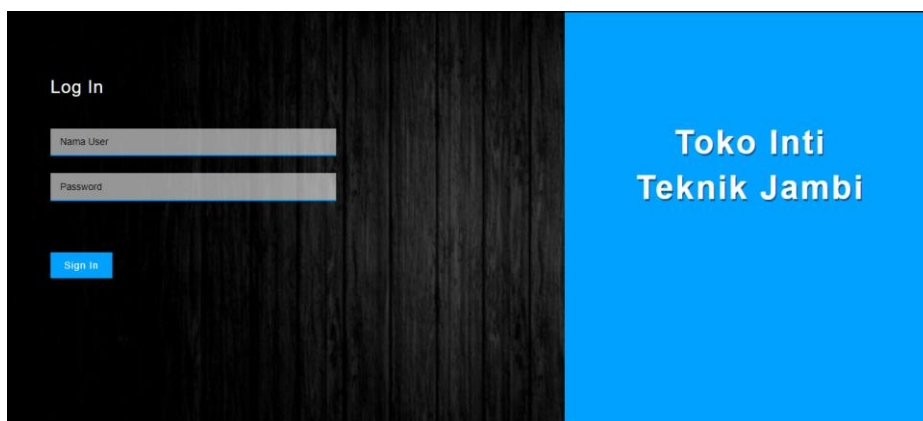 Log In
Nama User
Password
Sign In
Toko Inti
Teknik Jambi